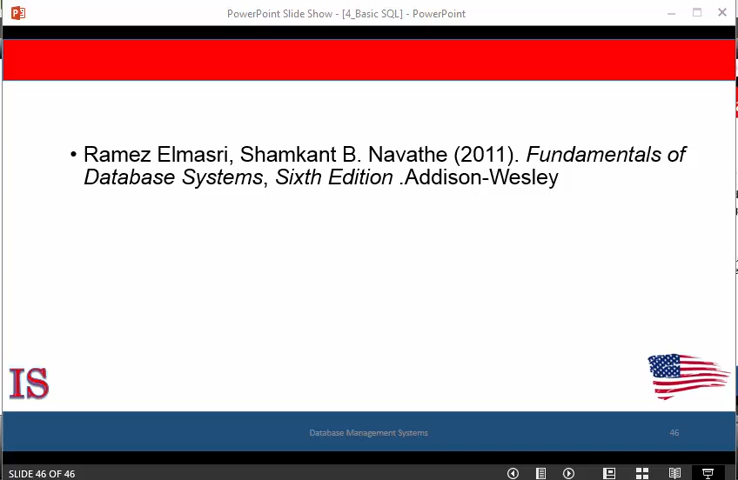 PowerPoint Slide Show - [4_Basic SQL] - PowerPoint
• Ramez Elmasri, Shamkant B. Navathe (2011). Fundamentals of
Database Systems, Sixth Edition .Addison-Wesley
IS
Database Management Systems
46
SLIDE 46 OF 46